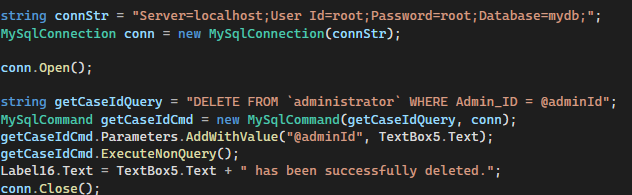 string connStr = "Server=localhost;User Id=root;Password=root;Database=mydb;";
MySqlConnection conn = new MySqlConnection(connStr);
conn.Open();
string getCaseIdQuery = "DELETE FROM `administrator` WHERE Admin_ID = @adminId";
MySqlCommand getCaseIdCmd = new MySqlCommand(getCaseIdQuery, conn);
getCaseIdCmd.Parameters.AddWithValue("@adminId", TextBox5.Text);
getCaseIdCmd.ExecuteNonQuery();
Label16.Text = TextBox5.Text + " has been successfully deleted.";
conn.Close();